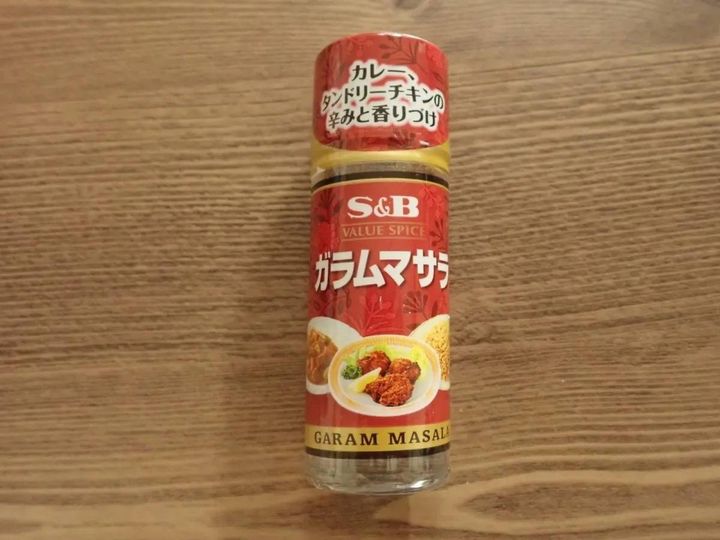 カレー、
タンドリーチキンの
辛みと香りづけ
S&B
VALUE SPICE
ガラムマサラ
GARAM MASALA